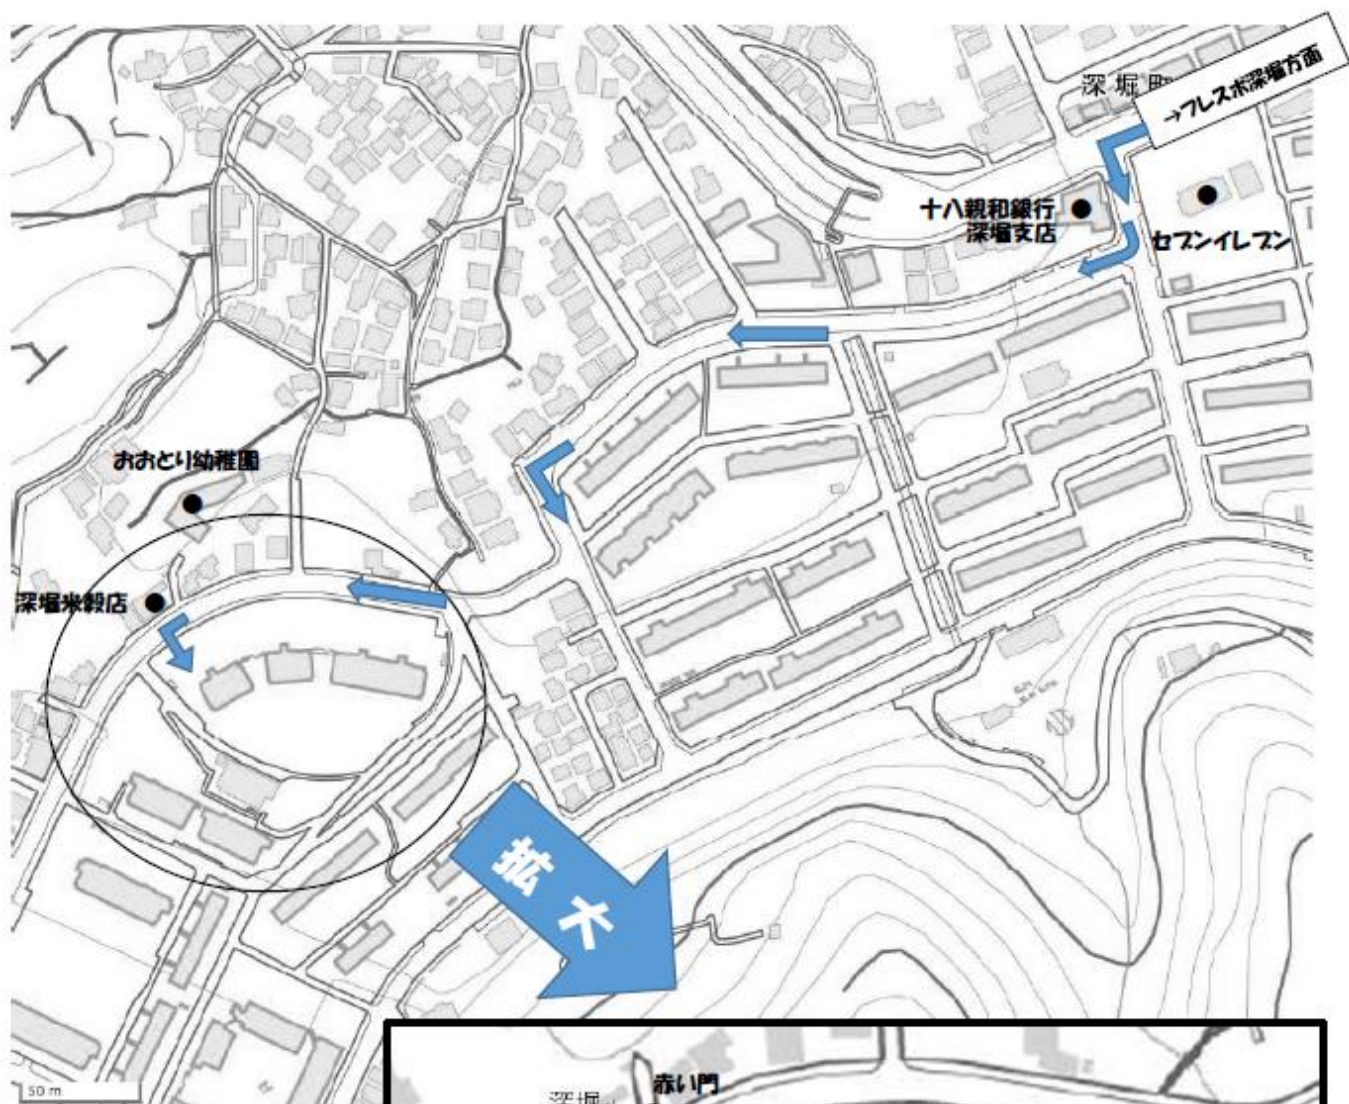 深堀町
→フレスポ深堀方面
十八親和銀行
深堀支店
セブンイレブン
おおとり幼稚園
深堀米穀店
拡大
50 m
赤い門
深堀